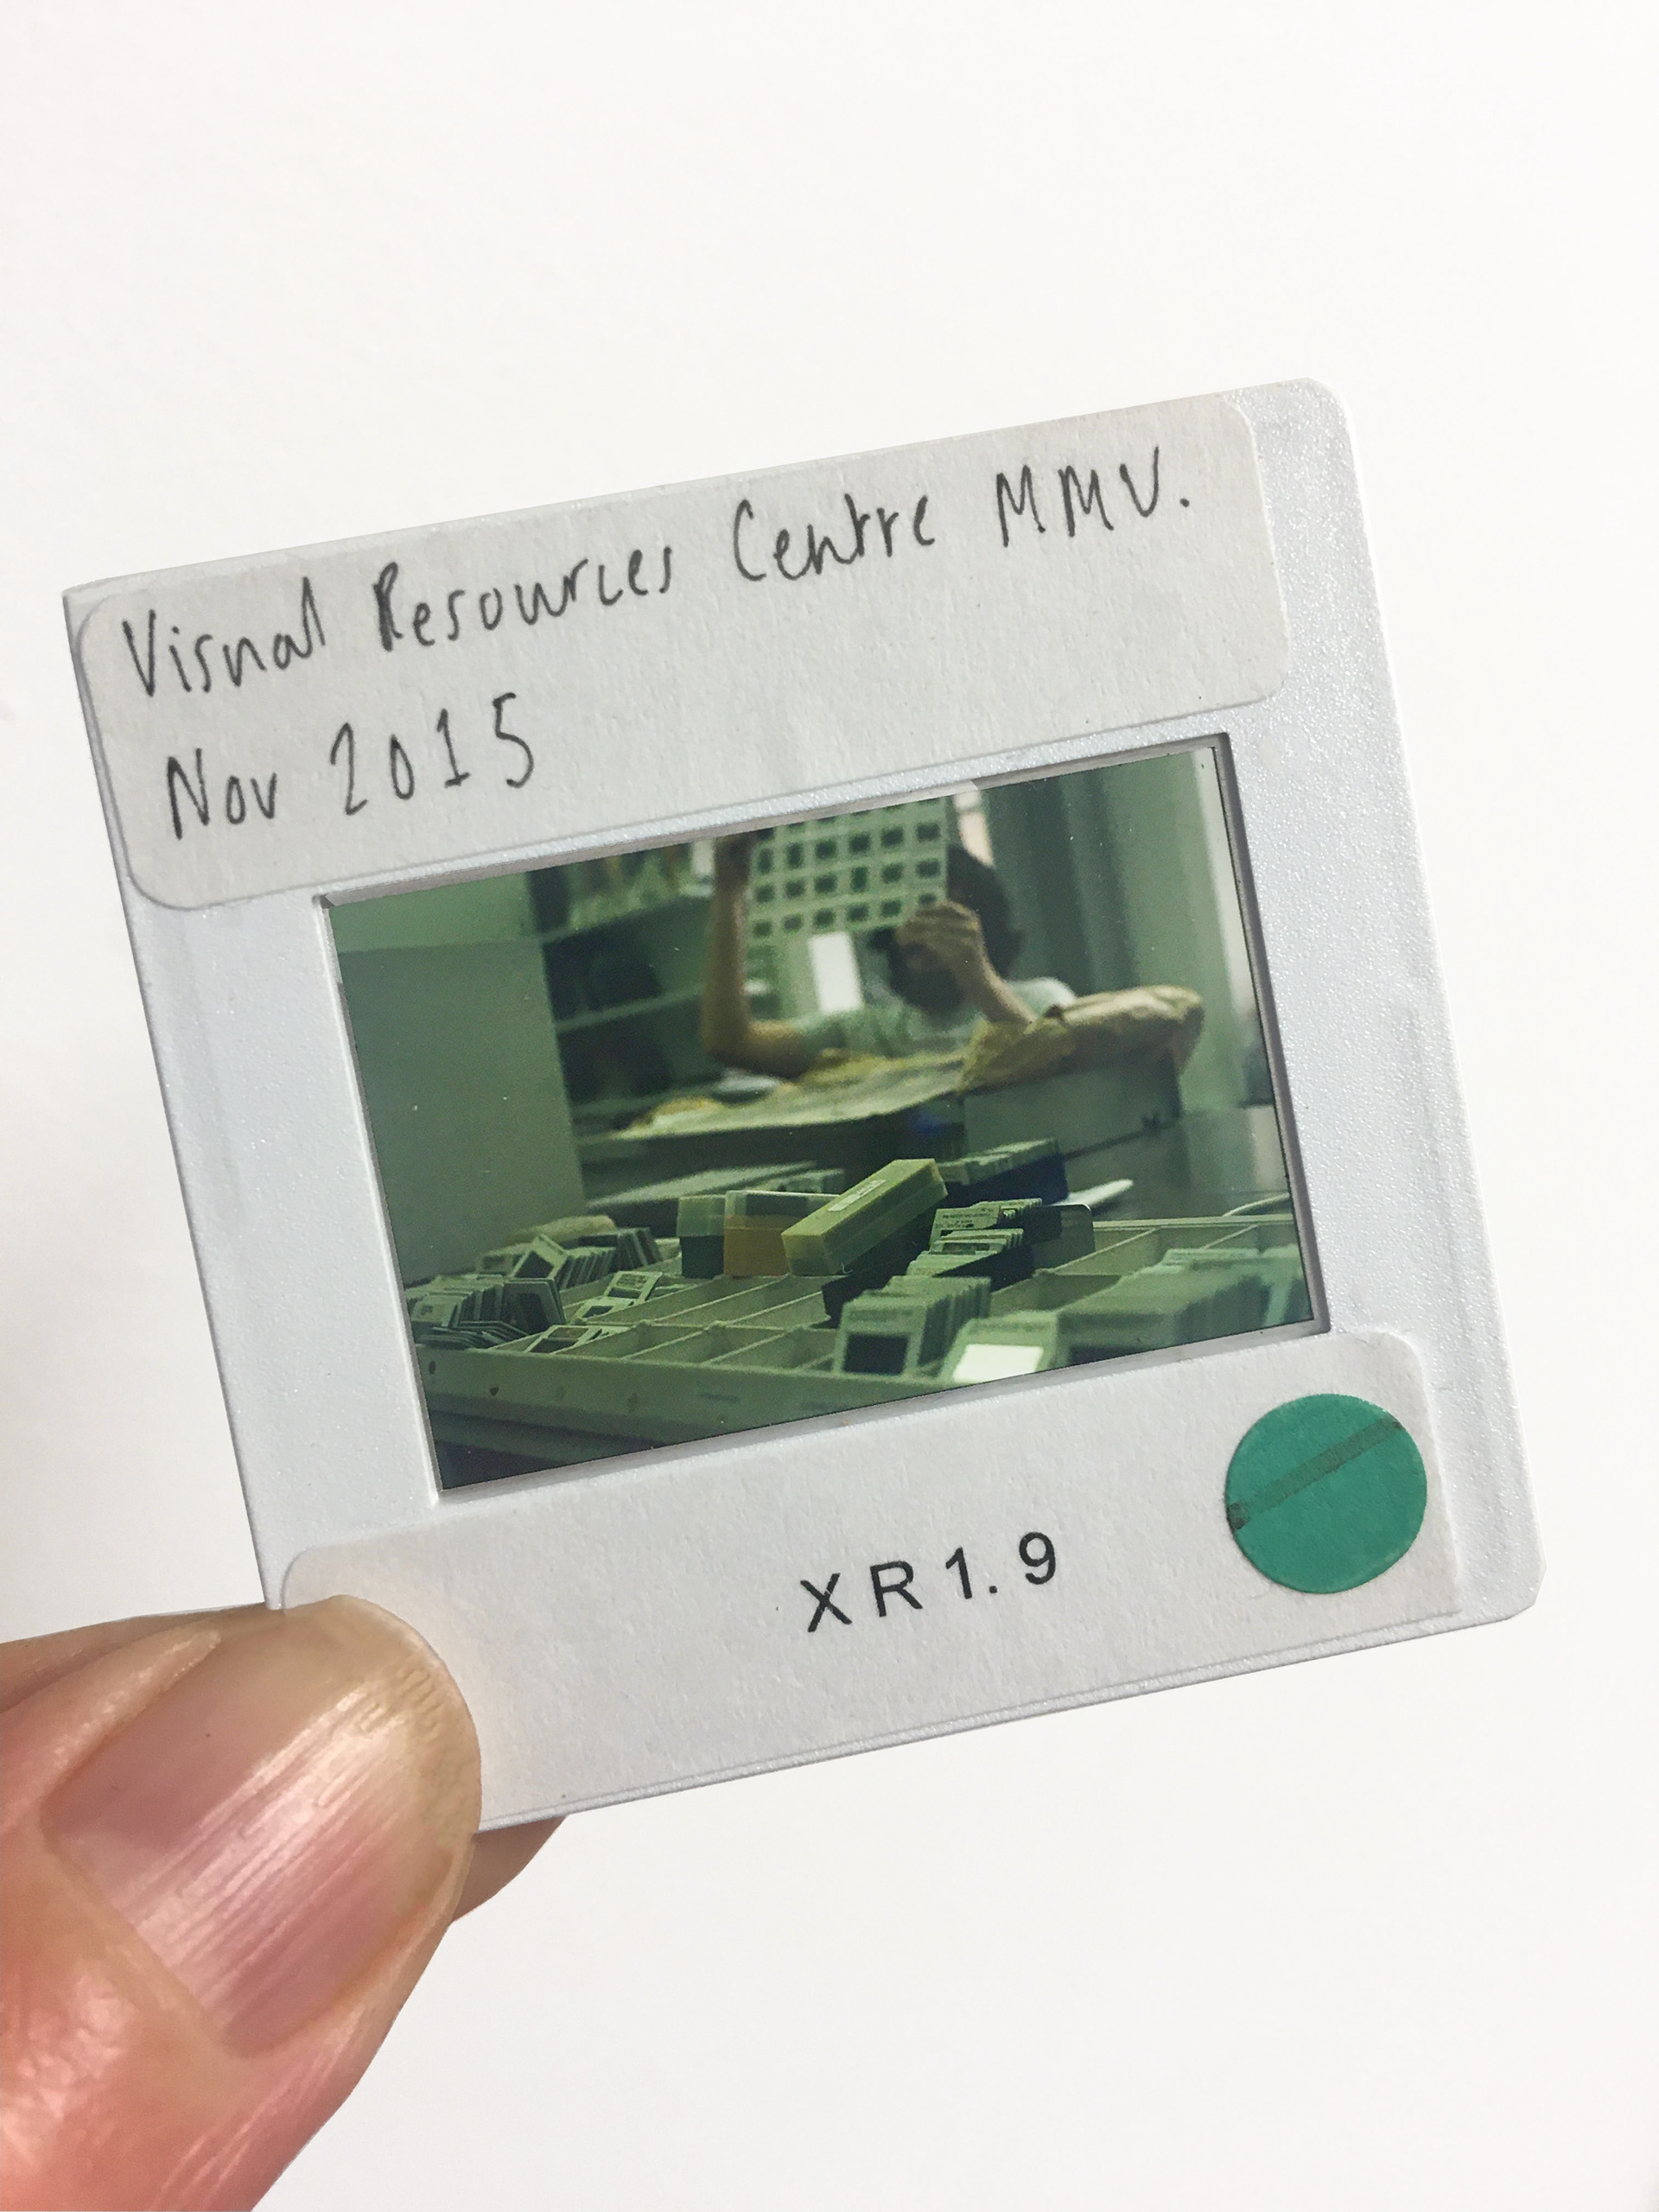 Visual Resources Centre MMU.
Nov 2015
XR1.9